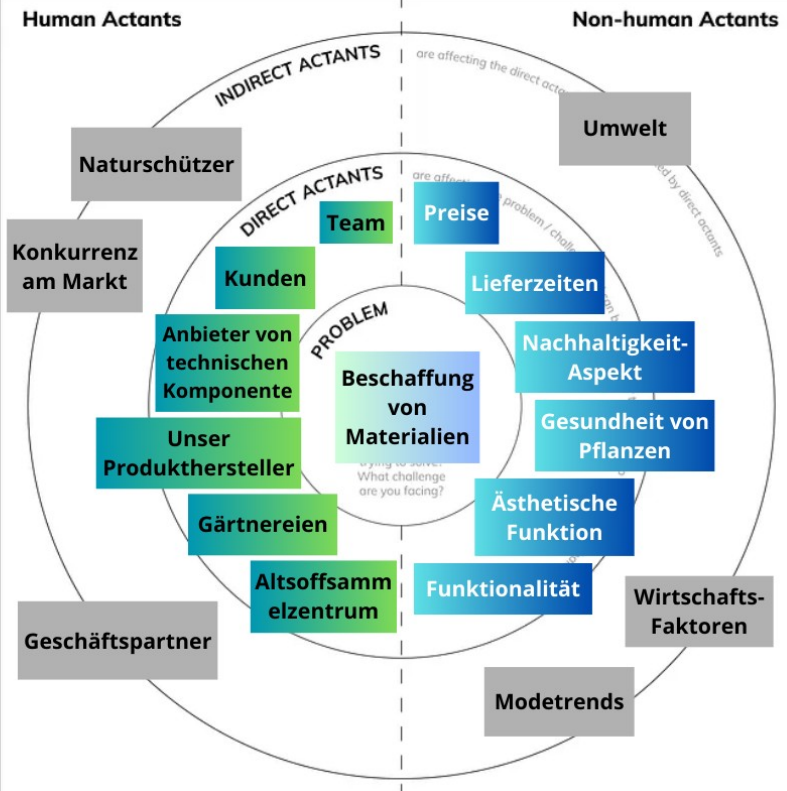 Human Actants
Non-human Actants
INDIRECT ACTANTS
are affecting the direct
ed by direct actants
Umwelt
Naturschützer
Konkurrenz
am Markt
DIRECT ACTANTS
are
problem /
Team
Preise
Kunden
Lieferzeiten
can
Anbieter von
technischen
Komponente
Nachhaltigkeit-
Aspekt
PROBLEM
Beschaffung
von
Materialien
trying to solve?
What challenge
are you facing?
Unser
Produkthersteller
Gesundheit von
Pflanzen
Gärtnereien
Ästhetische
Funktion
Altsoffsamm
elzentrum
Funktionalität
Geschäftspartner
Wirtschafts-
Faktoren
Modetrends